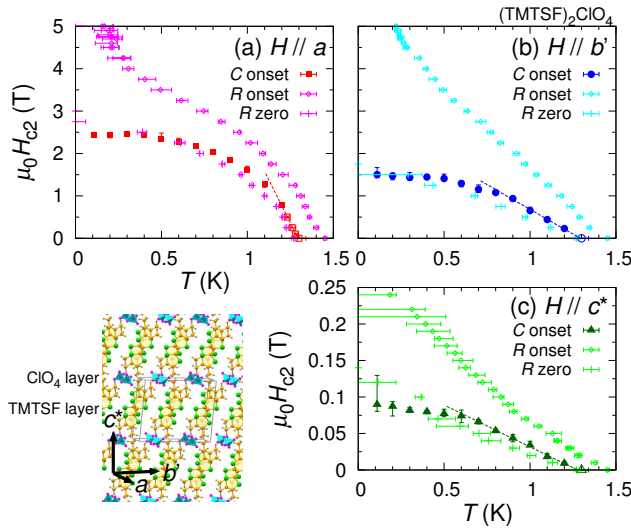 (TMTSF)₂ClO₄
(a) H // a
C onset
R onset
R zero
μ₀H_c2 (T)
5
4
3
2
1
0
0
0.5
1
1.5
T (K)
(b) H // b'
C onset
R onset
R zero
0
0.5
1
1.5
T (K)
(c) H // c*
C onset
R onset
R zero
μ₀H_c2 (T)
0.25
0.2
0.15
0.1
0.05
0
0
0.5
1
1.5
T (K)
ClO₄ layer
TMTSF layer
c*
b'
a